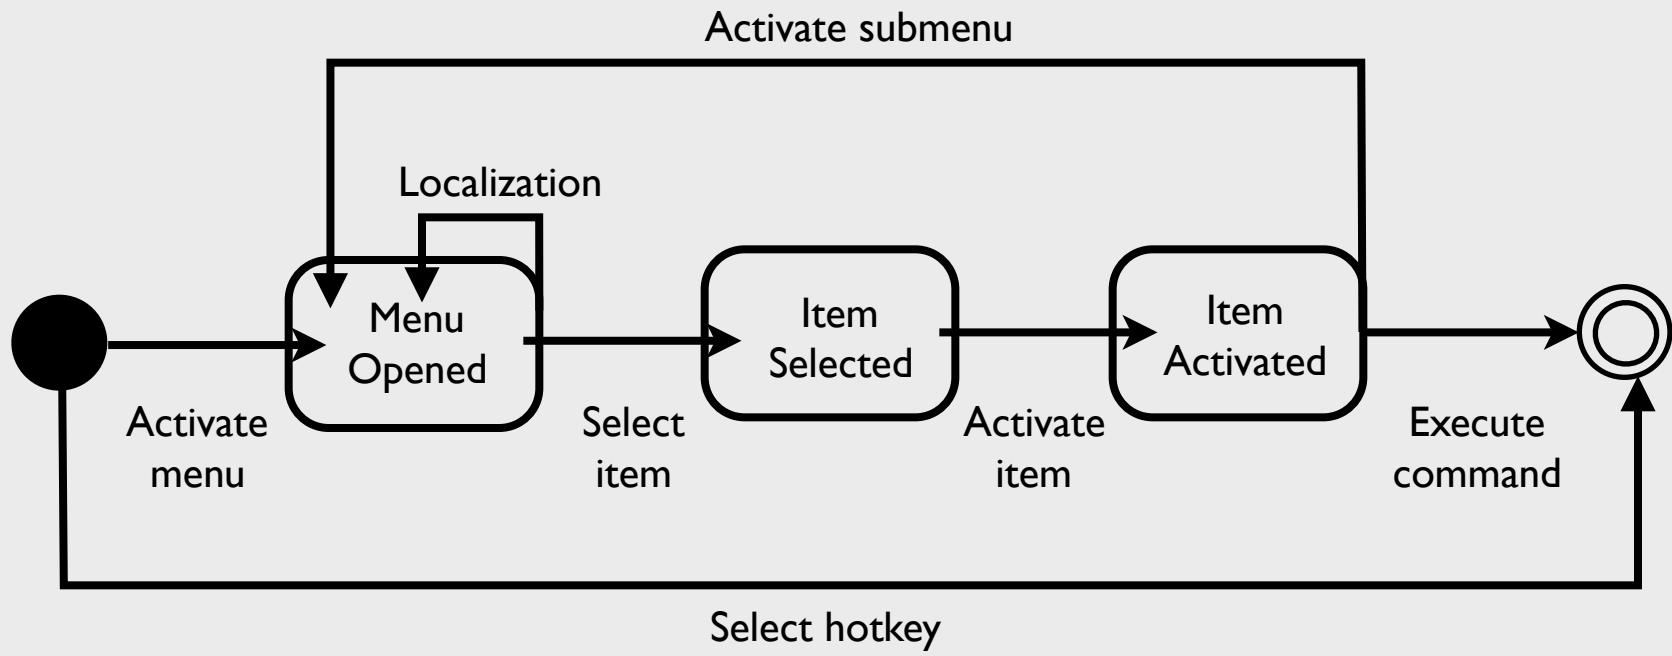 Activate submenu
Localization
Menu
Opened
Item
Selected
Item
Activated
Activate
menu
Select
item
Activate
item
Execute
command
Select hotkey